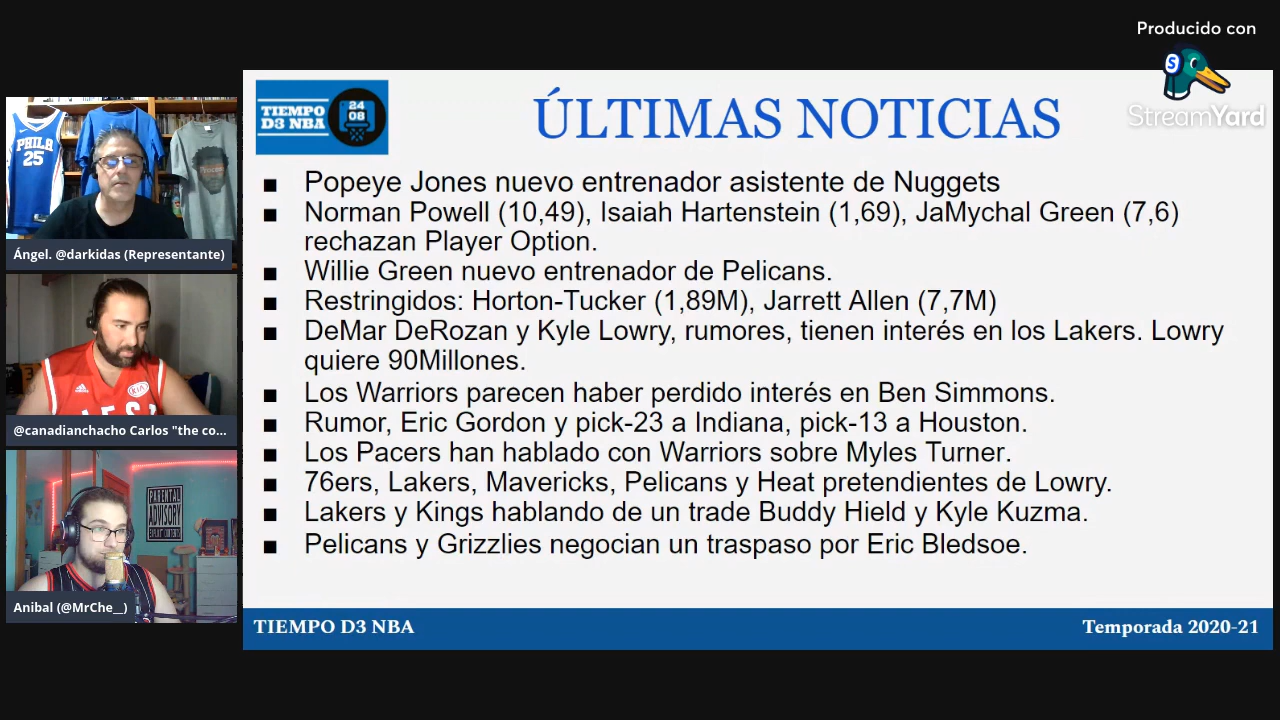 Producido con
StreamYard
TIEMPO
D3 NBA
24
08
ÚLTIMAS NOTICIAS
PHILA
25
Ángel. @darkidas (Representante)
@canadianchacho Carlos "the co...
KIA
PARENTAL
ADVISORY
EXPLICIT CONTENT
Anibal (@MrChe__)
■ Popeye Jones nuevo entrenador asistente de Nuggets
■ Norman Powell (10,49), Isaiah Hartenstein (1,69), JaMychal Green (7,6)
rechazan Player Option.
■ Willie Green nuevo entrenador de Pelicans.
■ Restringidos: Horton-Tucker (1,89M), Jarrett Allen (7,7M)
■ DeMar DeRozan y Kyle Lowry, rumores, tienen interés en los Lakers. Lowry
quiere 90Millones.
■ Los Warriors parecen haber perdido interés en Ben Simmons.
■ Rumor, Eric Gordon y pick-23 a Indiana, pick-13 a Houston.
■ Los Pacers han hablado con Warriors sobre Myles Turner.
■ 76ers, Lakers, Mavericks, Pelicans y Heat pretendientes de Lowry.
■ Lakers y Kings hablando de un trade Buddy Hield y Kyle Kuzma.
■ Pelicans y Grizzlies negocian un traspaso por Eric Bledsoe.
TIEMPO D3 NBA
Temporada 2020-21